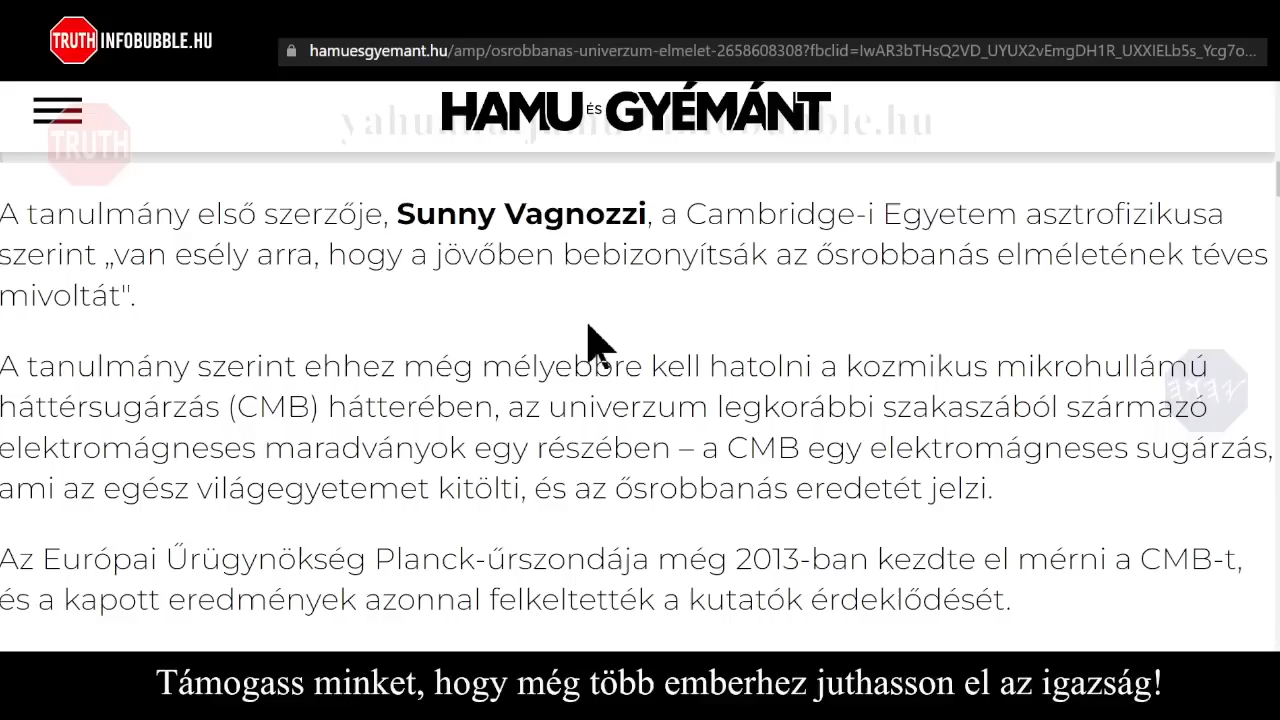 TRUTH INFOBUBBLE.HU
hamuesgyemant.hu/amp/osrobbanas-univerzum-elmelet-2658608308?fbclid=IwAR3bTHsQ2VD_UYUX2vEmgDH1R_UXXIELb5s_Ycg7o...
HAMU ÉS GYÉMÁNT
TRUTH
A tanulmány első szerzője, Sunny Vagnozzi, a Cambridge-i Egyetem asztrofizikusa
szerint „van esély arra, hogy a jövőben bebizonyítsák az ősrobbanás elméletének téves
mivoltát".
A tanulmány szerint ehhez még mélyebbre kell hatolni a kozmikus mikrohullámú
háttérsugárzás (CMB) hátterében, az univerzum legkorábbi szakaszából származó
elektromágneses maradványok egy részében – a CMB egy elektromágneses sugárzás,
ami az egész világegyetemet kitölti, és az ősrobbanás eredetét jelzi.
Az Európai Űrügynökség Planck-űrszondája még 2013-ban kezdte el mérni a CMB-t,
és a kapott eredmények azonnal felkeltették a kutatók érdeklődését.
Támogass minket, hogy még több emberhez juthasson el az igazság!